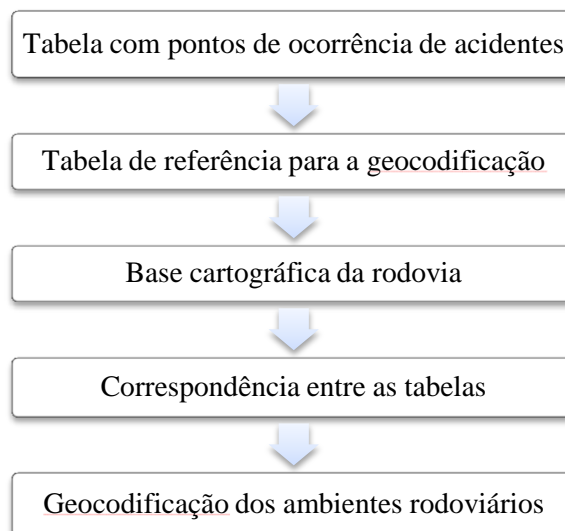 Tabela com pontos de ocorrência de acidentes
Tabela de referência para a geocodificação
Base cartográfica da rodovia
Correspondência entre as tabelas
Geocodificação dos ambientes rodoviários